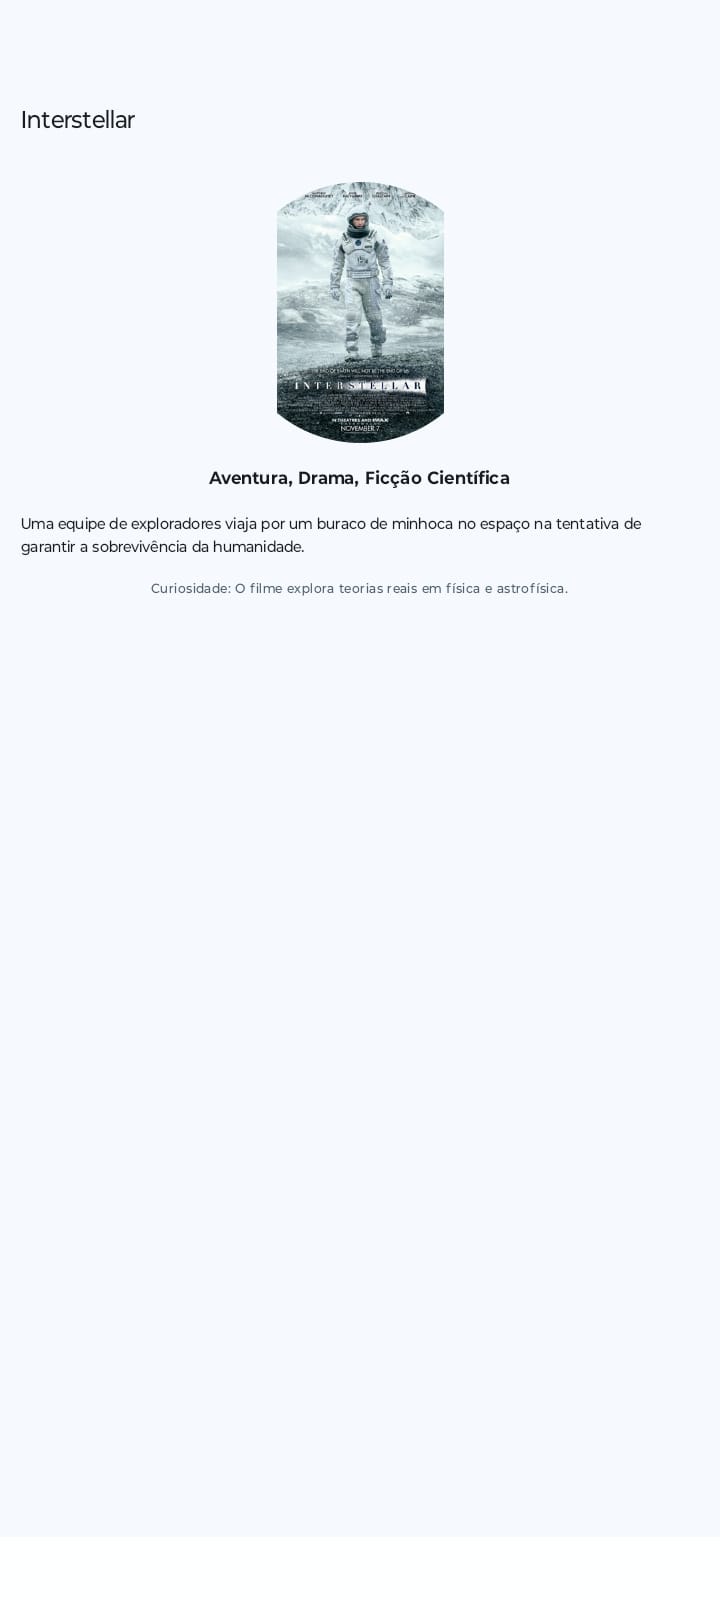 Interstellar
THE END OF EARTH WILL NOT BE THE END OF US
INTERSTELLAR
IN THEATRES AND IMAX
NOVEMBER 7
Aventura, Drama, Ficção Científica
Uma equipe de exploradores viaja por um buraco de minhoca no espaço na tentativa de
garantir a sobrevivência da humanidade.
Curiosidade: O filme explora teorias reais em física e astrofísica.